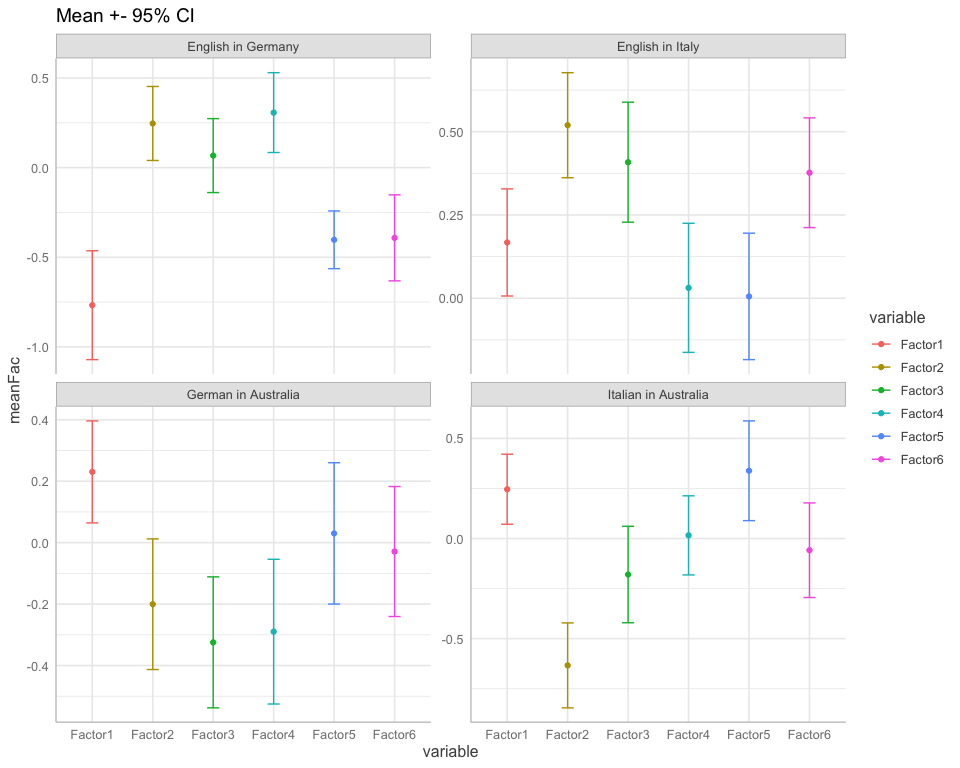 Mean +- 95% CI
English in Germany
English in Italy
0.5
0.0
-0.5
-1.0
0.50
0.25
0.00
German in Australia
Italian in Australia
0.4
0.2
0.0
-0.2
-0.4
0.5
0.0
-0.5
Factor1 Factor2 Factor3 Factor4 Factor5 Factor6
Factor1 Factor2 Factor3 Factor4 Factor5 Factor6
variable
meanFac
variable
Factor1
Factor2
Factor3
Factor4
Factor5
Factor6